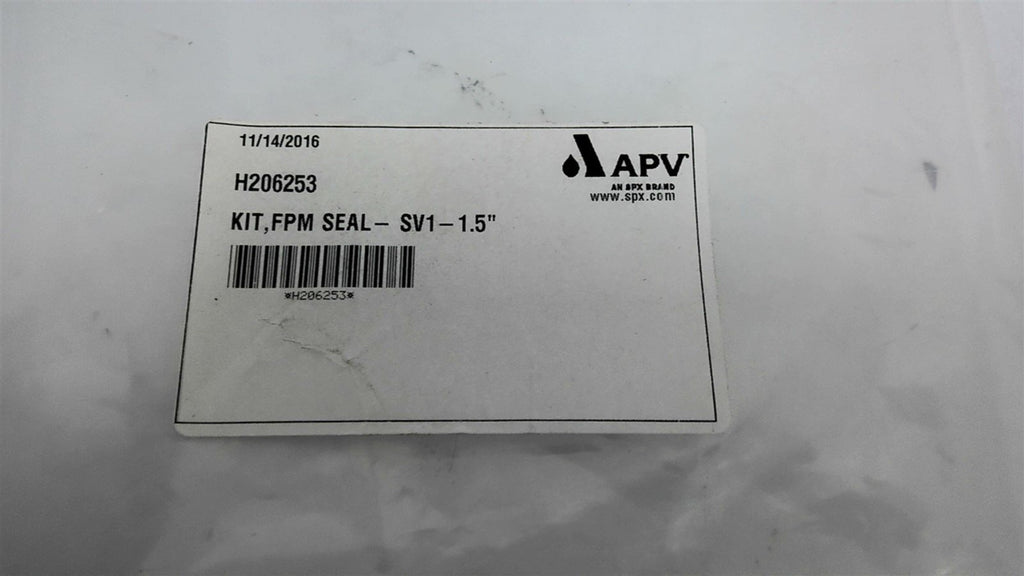 11/14/2016
APV
AN SPX BRAND
www.spx.com
H206253
KIT,FPM SEAL- SV1-1.5"
*H206253*